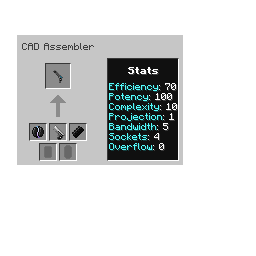 CAD Assembler
Stats
Efficiency: 70
Potency: 100
Complexity: 10
Projection: 1
Bandwidth: 5
Sockets: 4
Overflow: 0